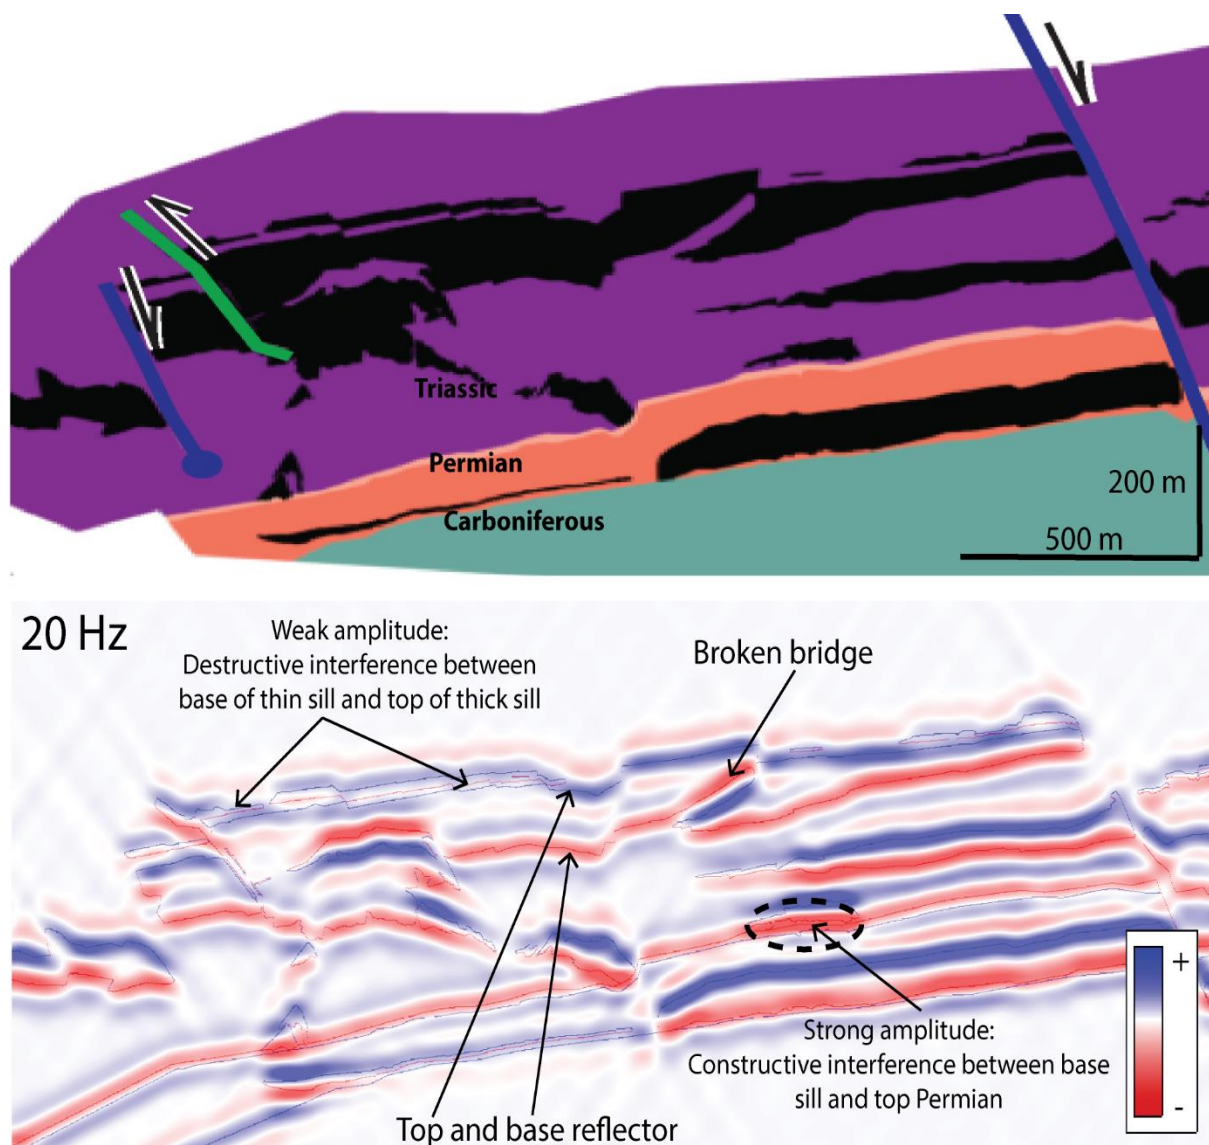 Triassic
Permian
Carboniferous
200 m
500 m
20 Hz
Weak amplitude:
Destructive interference between
base of thin sill and top of thick sill
Broken bridge
+
-
Strong amplitude:
Constructive interference between base
sill and top Permian
Top and base reflector